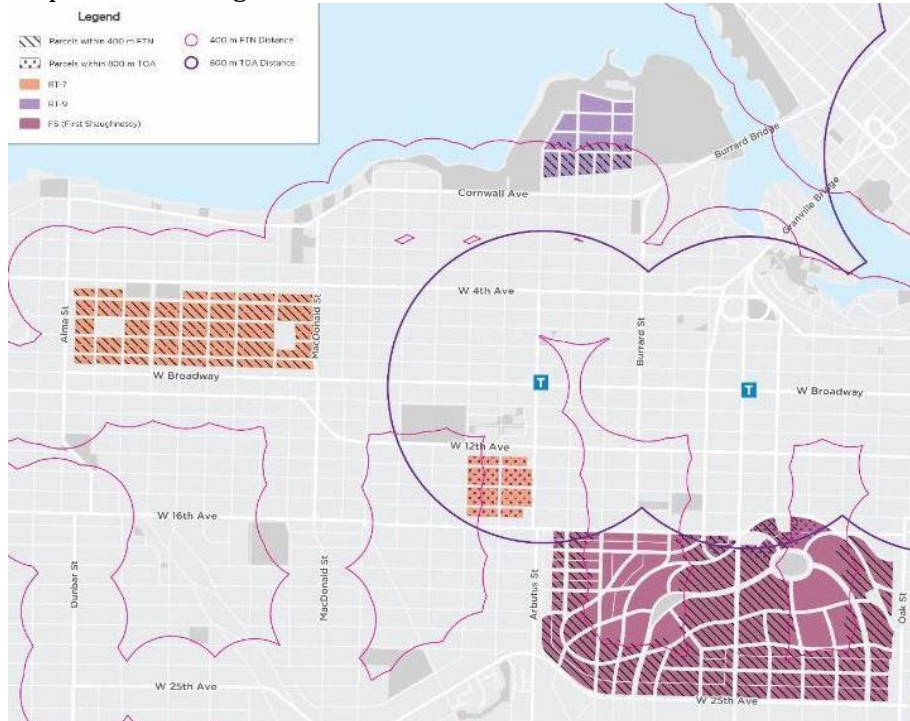 Legend
Parcels within 400 m FTN
400 m FTN Distance
Parcels within 800 m TOA
800 m TOA Distance
RT-7
RT-9
FS (First Shaughnessy)
Burrard Bridge
Cornwall Ave
Granville Bridge
W 4th Ave
Alma St
MacDonald St
Burrard St
W Broadway
T
T
W Broadway
W 12th Ave
W 16th Ave
Dunbar St
MacDonald St
Arbutus St
Oak St
W 25th Ave
W 25th Ave